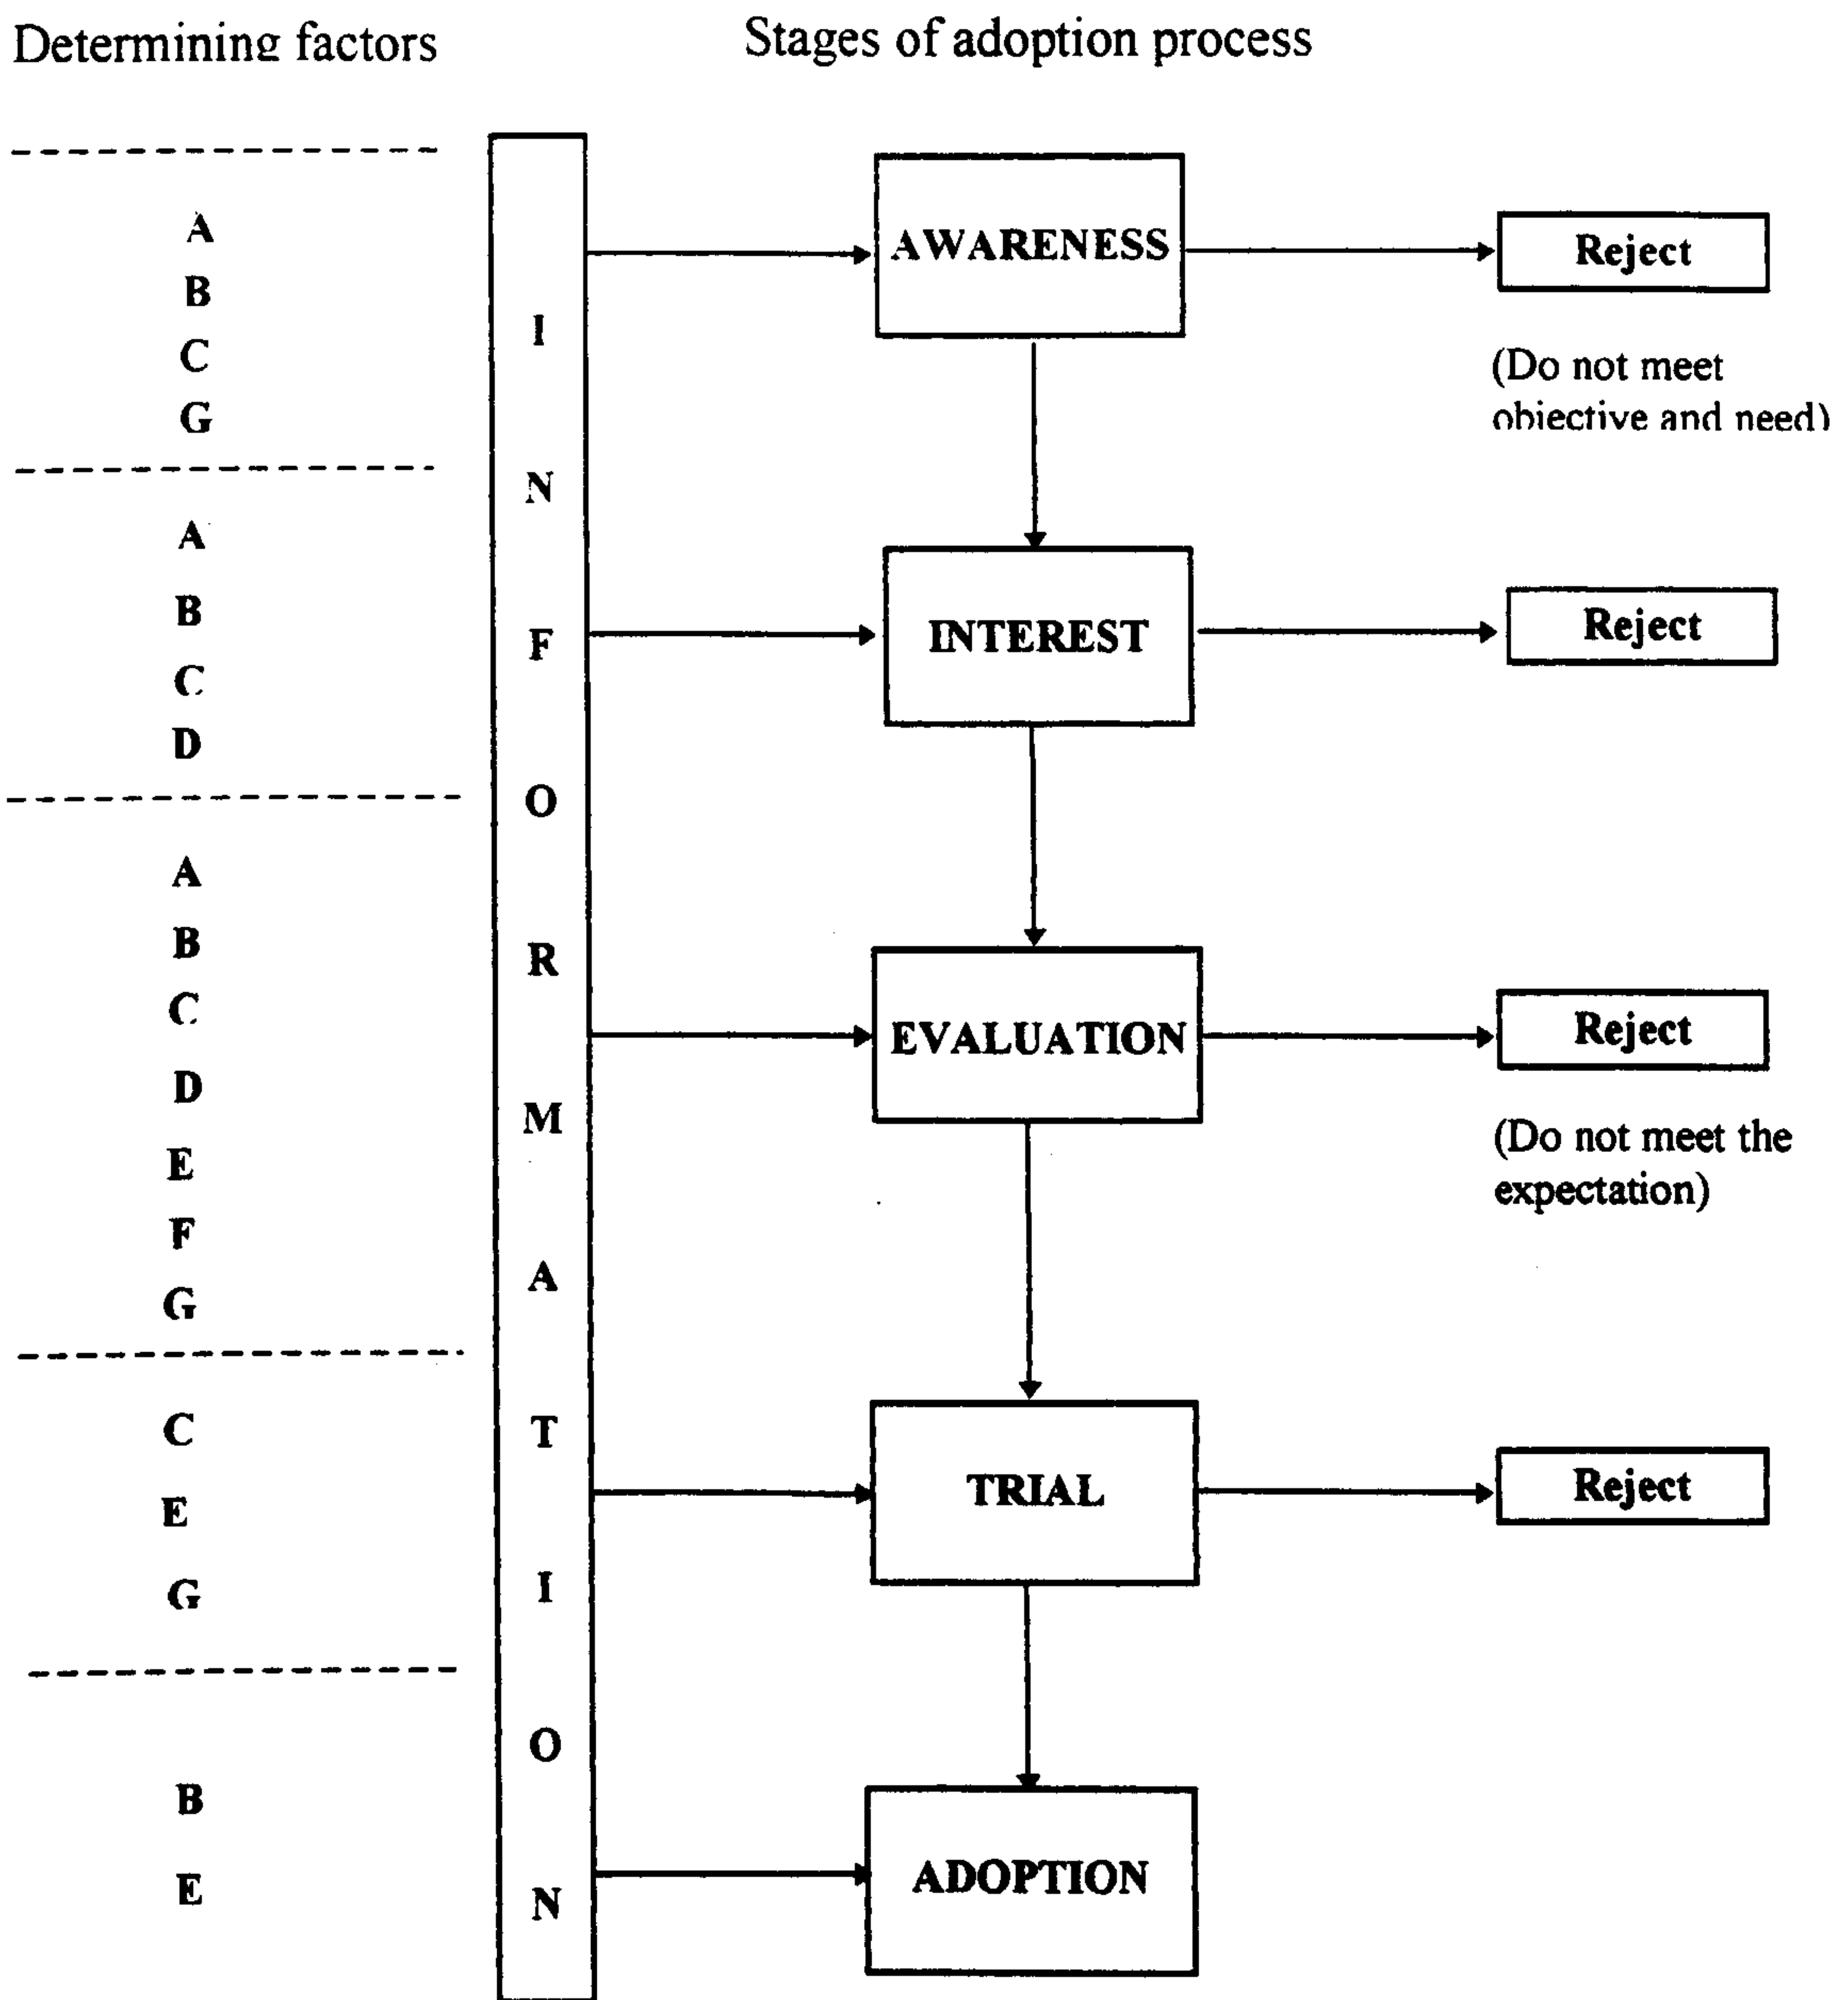 Determining factors
Stages of adoption process
A
B
C
G
A
B
C
D
A
B
C
D
E
F
G
C
E
G
B
E
I
N
F
O
R
M
A
T
I
O
N
AWARENESS
Reject
(Do not meet
objective and need)
INTEREST
Reject
EVALUATION
Reject
(Do not meet the
expectation)
TRIAL
Reject
ADOPTION